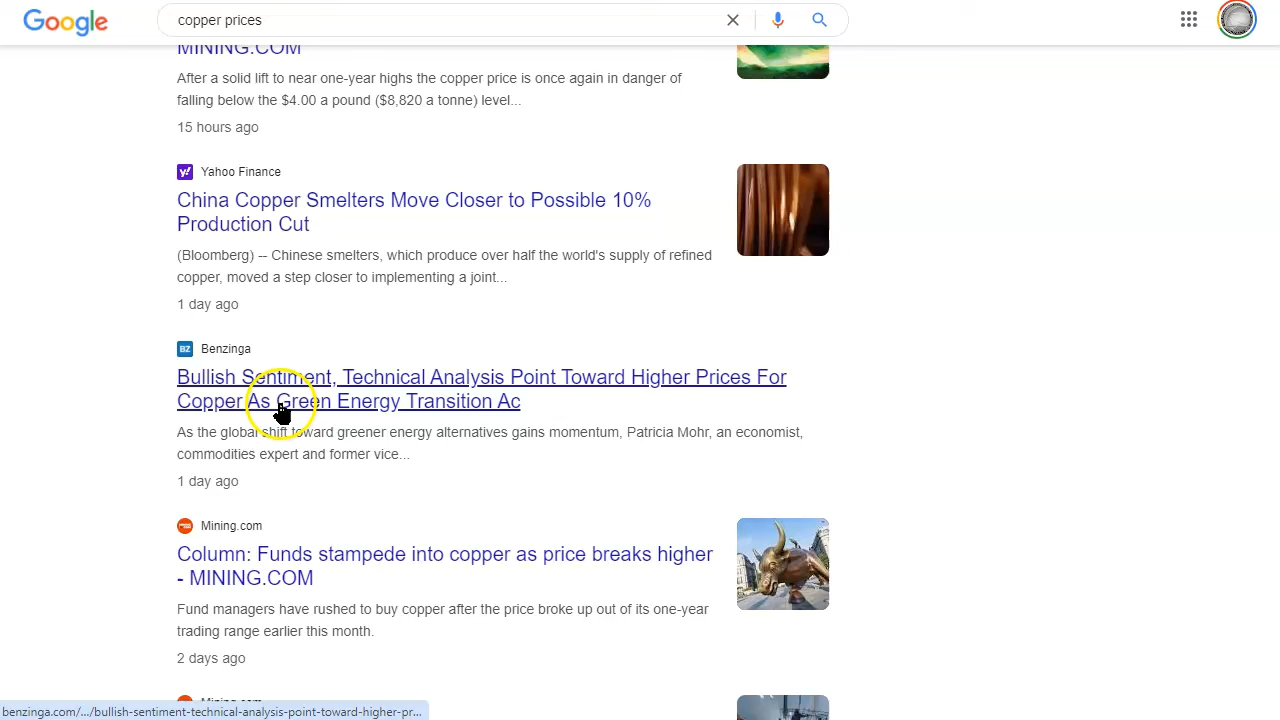 Google
copper prices
MINING.COM
After a solid lift to near one-year highs the copper price is once again in danger of
falling below the $4.00 a pound ($8,820 a tonne) level...
15 hours ago
Yahoo Finance
China Copper Smelters Move Closer to Possible 10%
Production Cut
(Bloomberg) -- Chinese smelters, which produce over half the world's supply of refined
copper, moved a step closer to implementing a joint...
1 day ago
BZ Benzinga
Bullish Sentiment, Technical Analysis Point Toward Higher Prices For
Copper As Green Energy Transition Ac
As the global shift toward greener energy alternatives gains momentum, Patricia Mohr, an economist,
commodities expert and former vice...
1 day ago
Mining.com
Column: Funds stampede into copper as price breaks higher
- MINING.COM
Fund managers have rushed to buy copper after the price broke up out of its one-year
trading range earlier this month.
2 days ago
Mining.com
benzinga.com/.../bullish-sentiment-technical-analysis-point-toward-higher-pr...